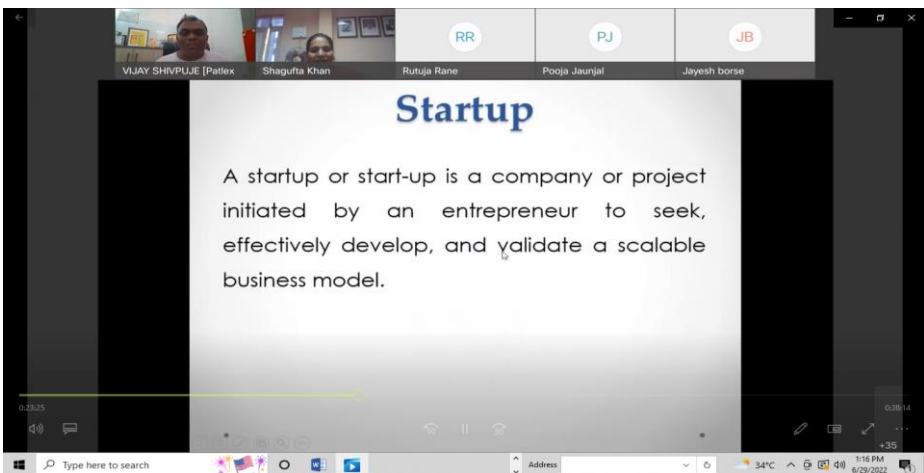 RR
PJ
JB
VIJAY SHIVPUJE [Patlex
Shagufta Khan
Rutuja Rane
Pooja Jaunjal
Jayesh borse
Startup
A startup or start-up is a company or project
initiated by an entrepreneur to seek,
effectively develop, and validate a scalable
business model.
0:23:25
0:38:14
+35
Type here to search
Address
34°C
1:16 PM
6/29/2022